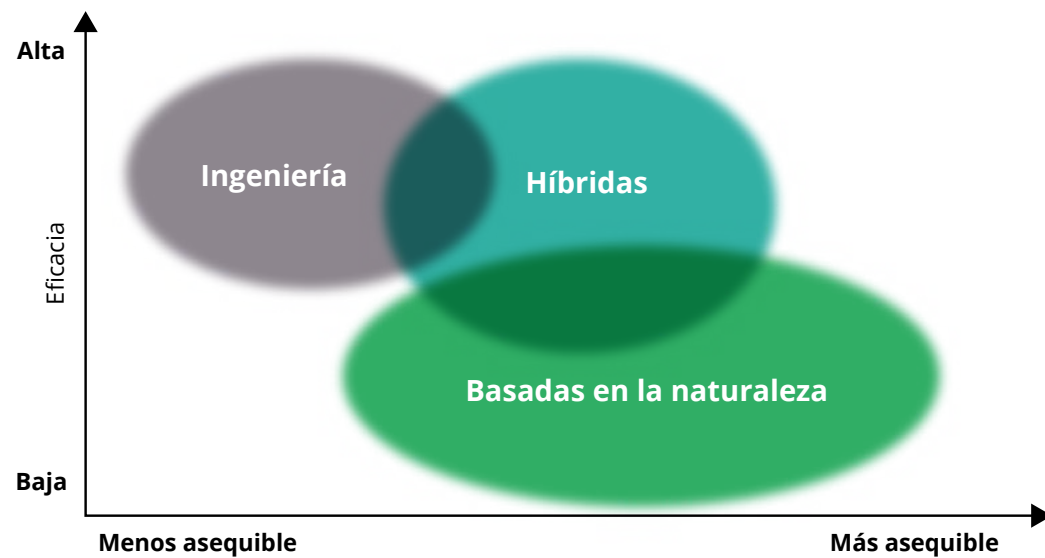 Alta
Ingeniería
Híbridas
Eficacia
Basadas en la naturaleza
Baja
Menos asequible
Más asequible